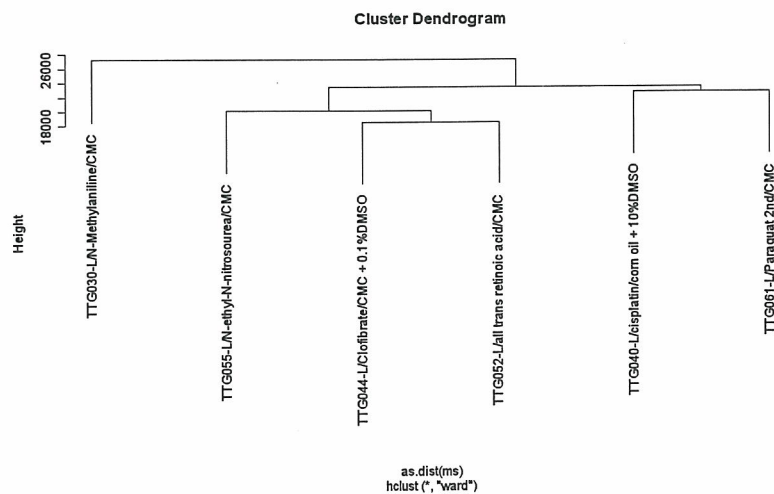 Cluster Dendrogram
Height
26000
18000
TTG030-L/N-Methylaniline/CMC
TTG055-L/N-ethyl-N-nitrosourea/CMC
TTG044-L/Clofibrate/CMC + 0.1%DMSO
TTG052-L/all trans retinoic acid/CMC
TTG040-L/cisplatin/corn oil + 10%DMSO
TTG061-L/Paraquat 2nd/CMC
as.dist(ms)
hclust (*, "ward")